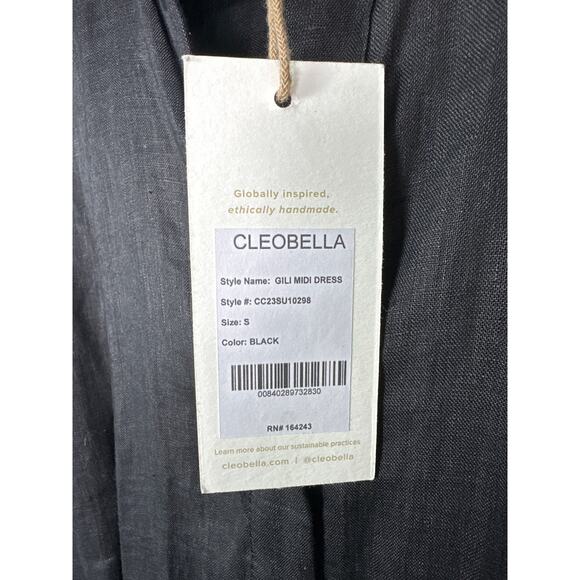 Globally inspired,
ethically handmade.
CLEOBELLA
Style Name: GILI MIDI DRESS
Style #: CC23SU10298
Size: S
Color: BLACK
00840289732830
RN# 164243
Learn more about our sustainable practices
cleobella.com | @cleobella